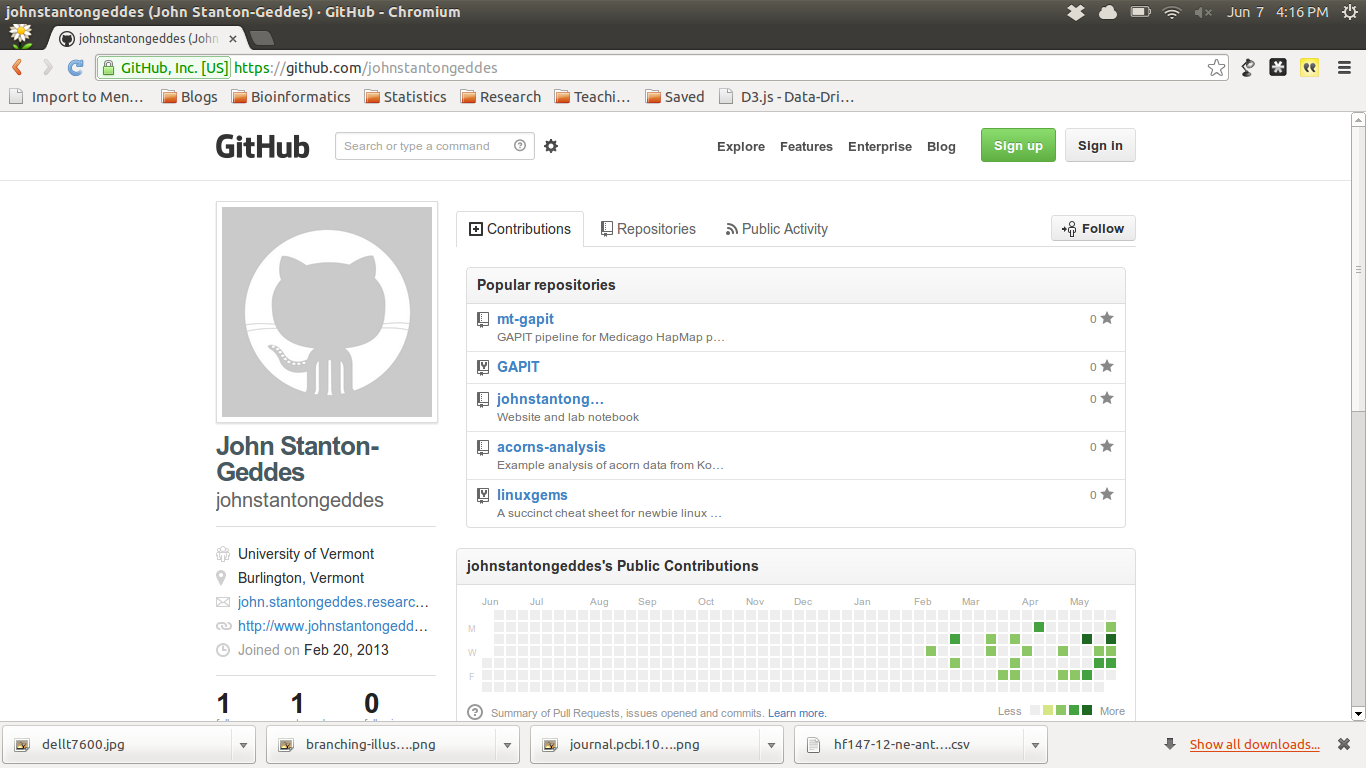 johnstantongeddes (John Stanton-Geddes) · GitHub - Chromium
Jun 7 4:16 PM
johnstantongeddes (John
GitHub, Inc. [US] https://github.com/johnstantongeddes
Import to Men… Blogs Bioinformatics Statistics Research Teachi… Saved D3.js - Data-Dri…
GitHub Search or type a command Explore Features Enterprise Blog Sign up Sign in
Contributions Repositories Public Activity Follow
Popular repositories
mt-gapit 0
GAPIT pipeline for Medicago HapMap p…
GAPIT 0
johnstantong… 0
Website and lab notebook
acorns-analysis 0
Example analysis of acorn data from Ko…
linuxgems 0
A succinct cheat sheet for newbie linux …
John Stanton-
Geddes
johnstantongeddes
University of Vermont
Burlington, Vermont
john.stantongeddes.researc…
http://www.johnstantongedd…
Joined on Feb 20, 2013
1 1 0
johnstantongeddes's Public Contributions
Jun Jul Aug Sep Oct Nov Dec Jan Feb Mar Apr May
M
W
F
Summary of Pull Requests, issues opened and commits. Learn more. Less More
dellt7600.jpg branching-illus….png journal.pcbi.10….png hf147-12-ne-ant….csv Show all downloads...